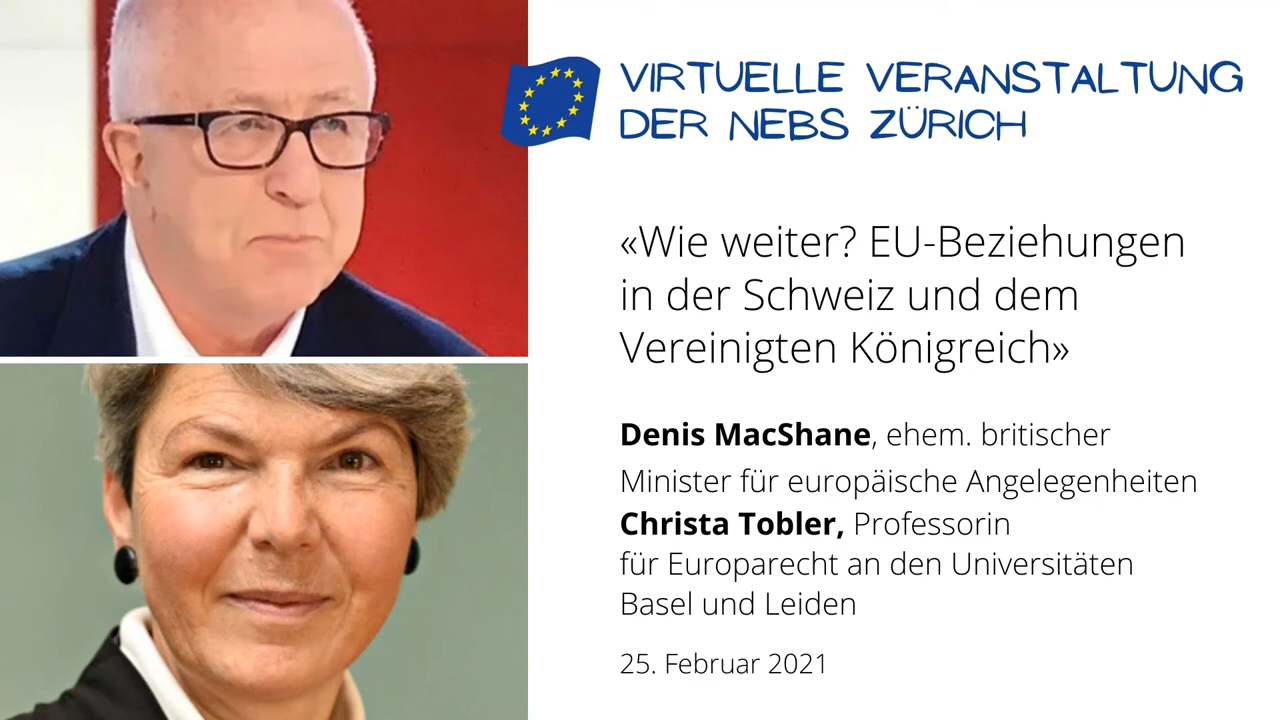 VIRTUELLE VERANSTALTUNG
DER NEBS ZÜRICH
«Wie weiter? EU-Beziehungen
in der Schweiz und dem
Vereinigten Königreich»
Denis MacShane, ehem. britischer
Minister für europäische Angelegenheiten
Christa Tobler, Professorin
für Europarecht an den Universitäten
Basel und Leiden
25. Februar 2021